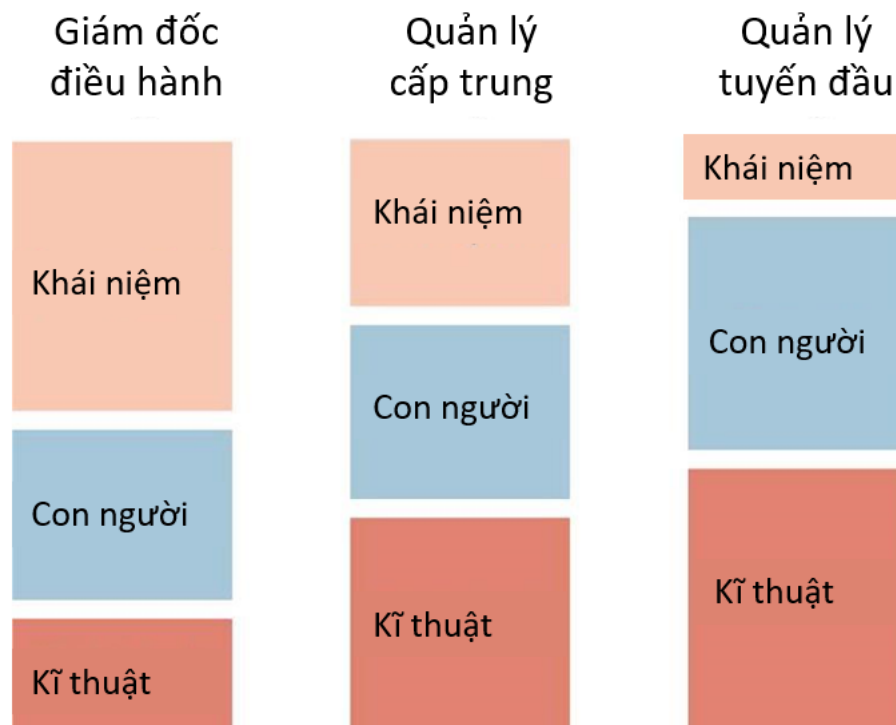 Giám đốc
điều hành
Khái niệm
Con người
Kĩ thuật
Quản lý
cấp trung
Khái niệm
Con người
Kĩ thuật
Quản lý
tuyến đầu
Khái niệm
Con người
Kĩ thuật